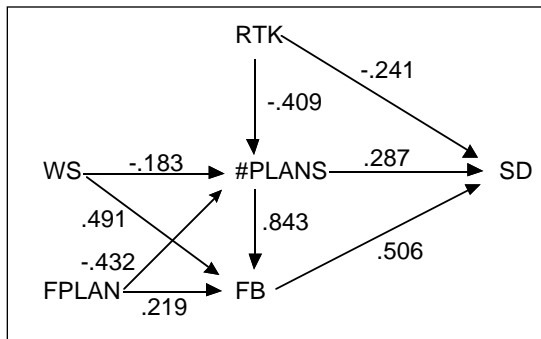 RTK
-.241
-.409
WS
-.183
#PLANS
.287
SD
.491
.843
-.432
.506
FPLAN
.219
FB